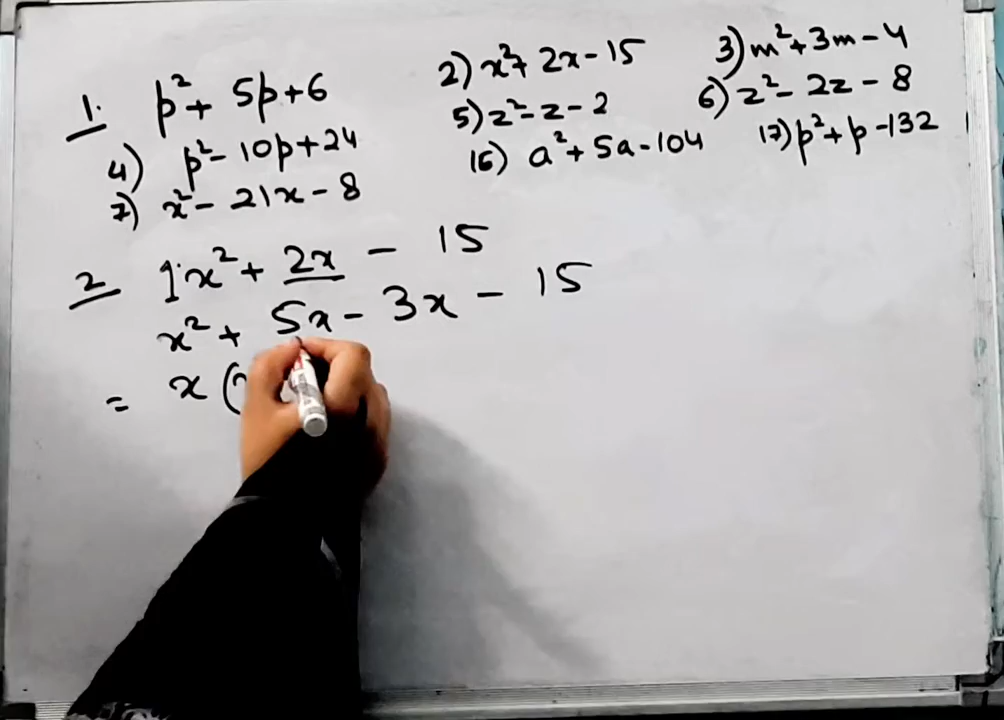 1. p² + 5p + 6 2) x² + 2x - 15 3) m² + 3m - 4
4) p² - 10p + 24 5) z² - z - 2 6) z² - 2z - 8
7) x² - 21x - 8 16) a² + 5a - 104 17) p² + p - 132
2 1x² + 2x - 15
x² + 5x - 3x - 15
= x (